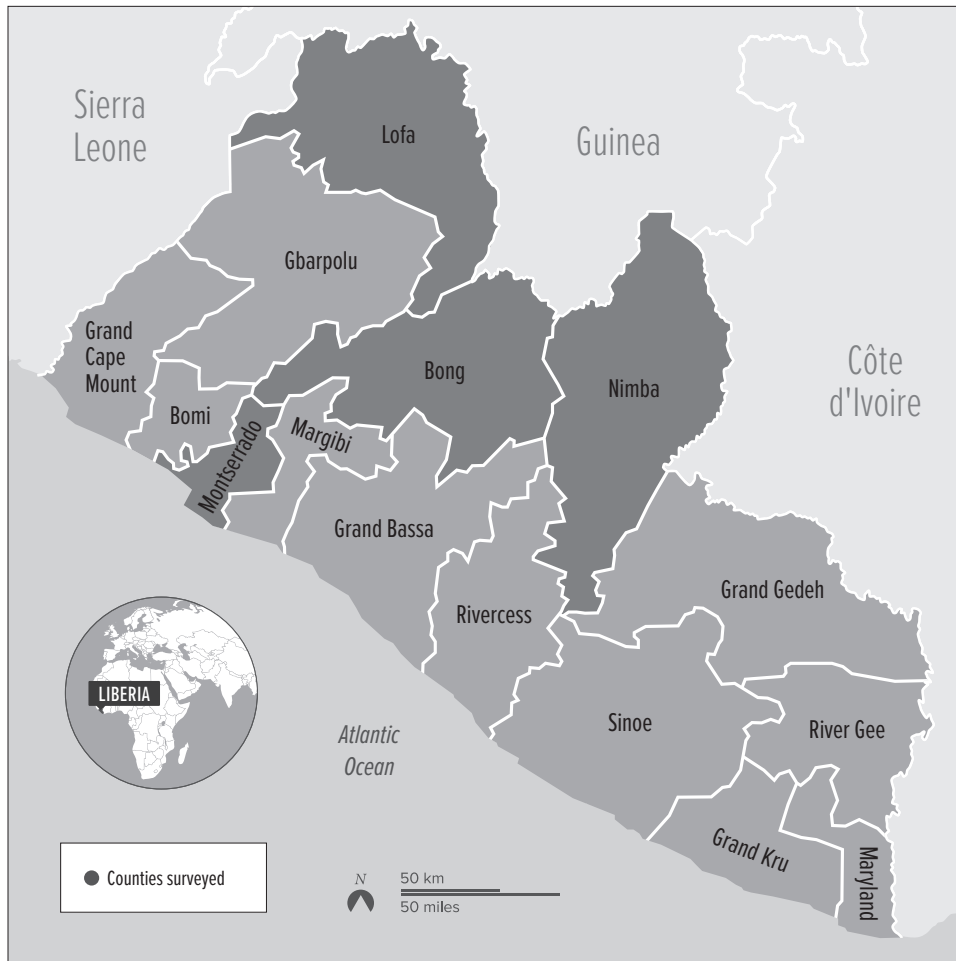 Sierra
Leone
Guinea
Lofa
Gbarpolu
Grand
Cape
Mount
Bong
Nimba
Côte
d'Ivoire
Bomi
Montserrado
Margibi
Grand Bassa
Rivercess
Grand Gedeh
LIBERIA
Sinoe
River Gee
Atlantic
Ocean
Grand Kru
Maryland
Counties surveyed
N
50 km
50 miles